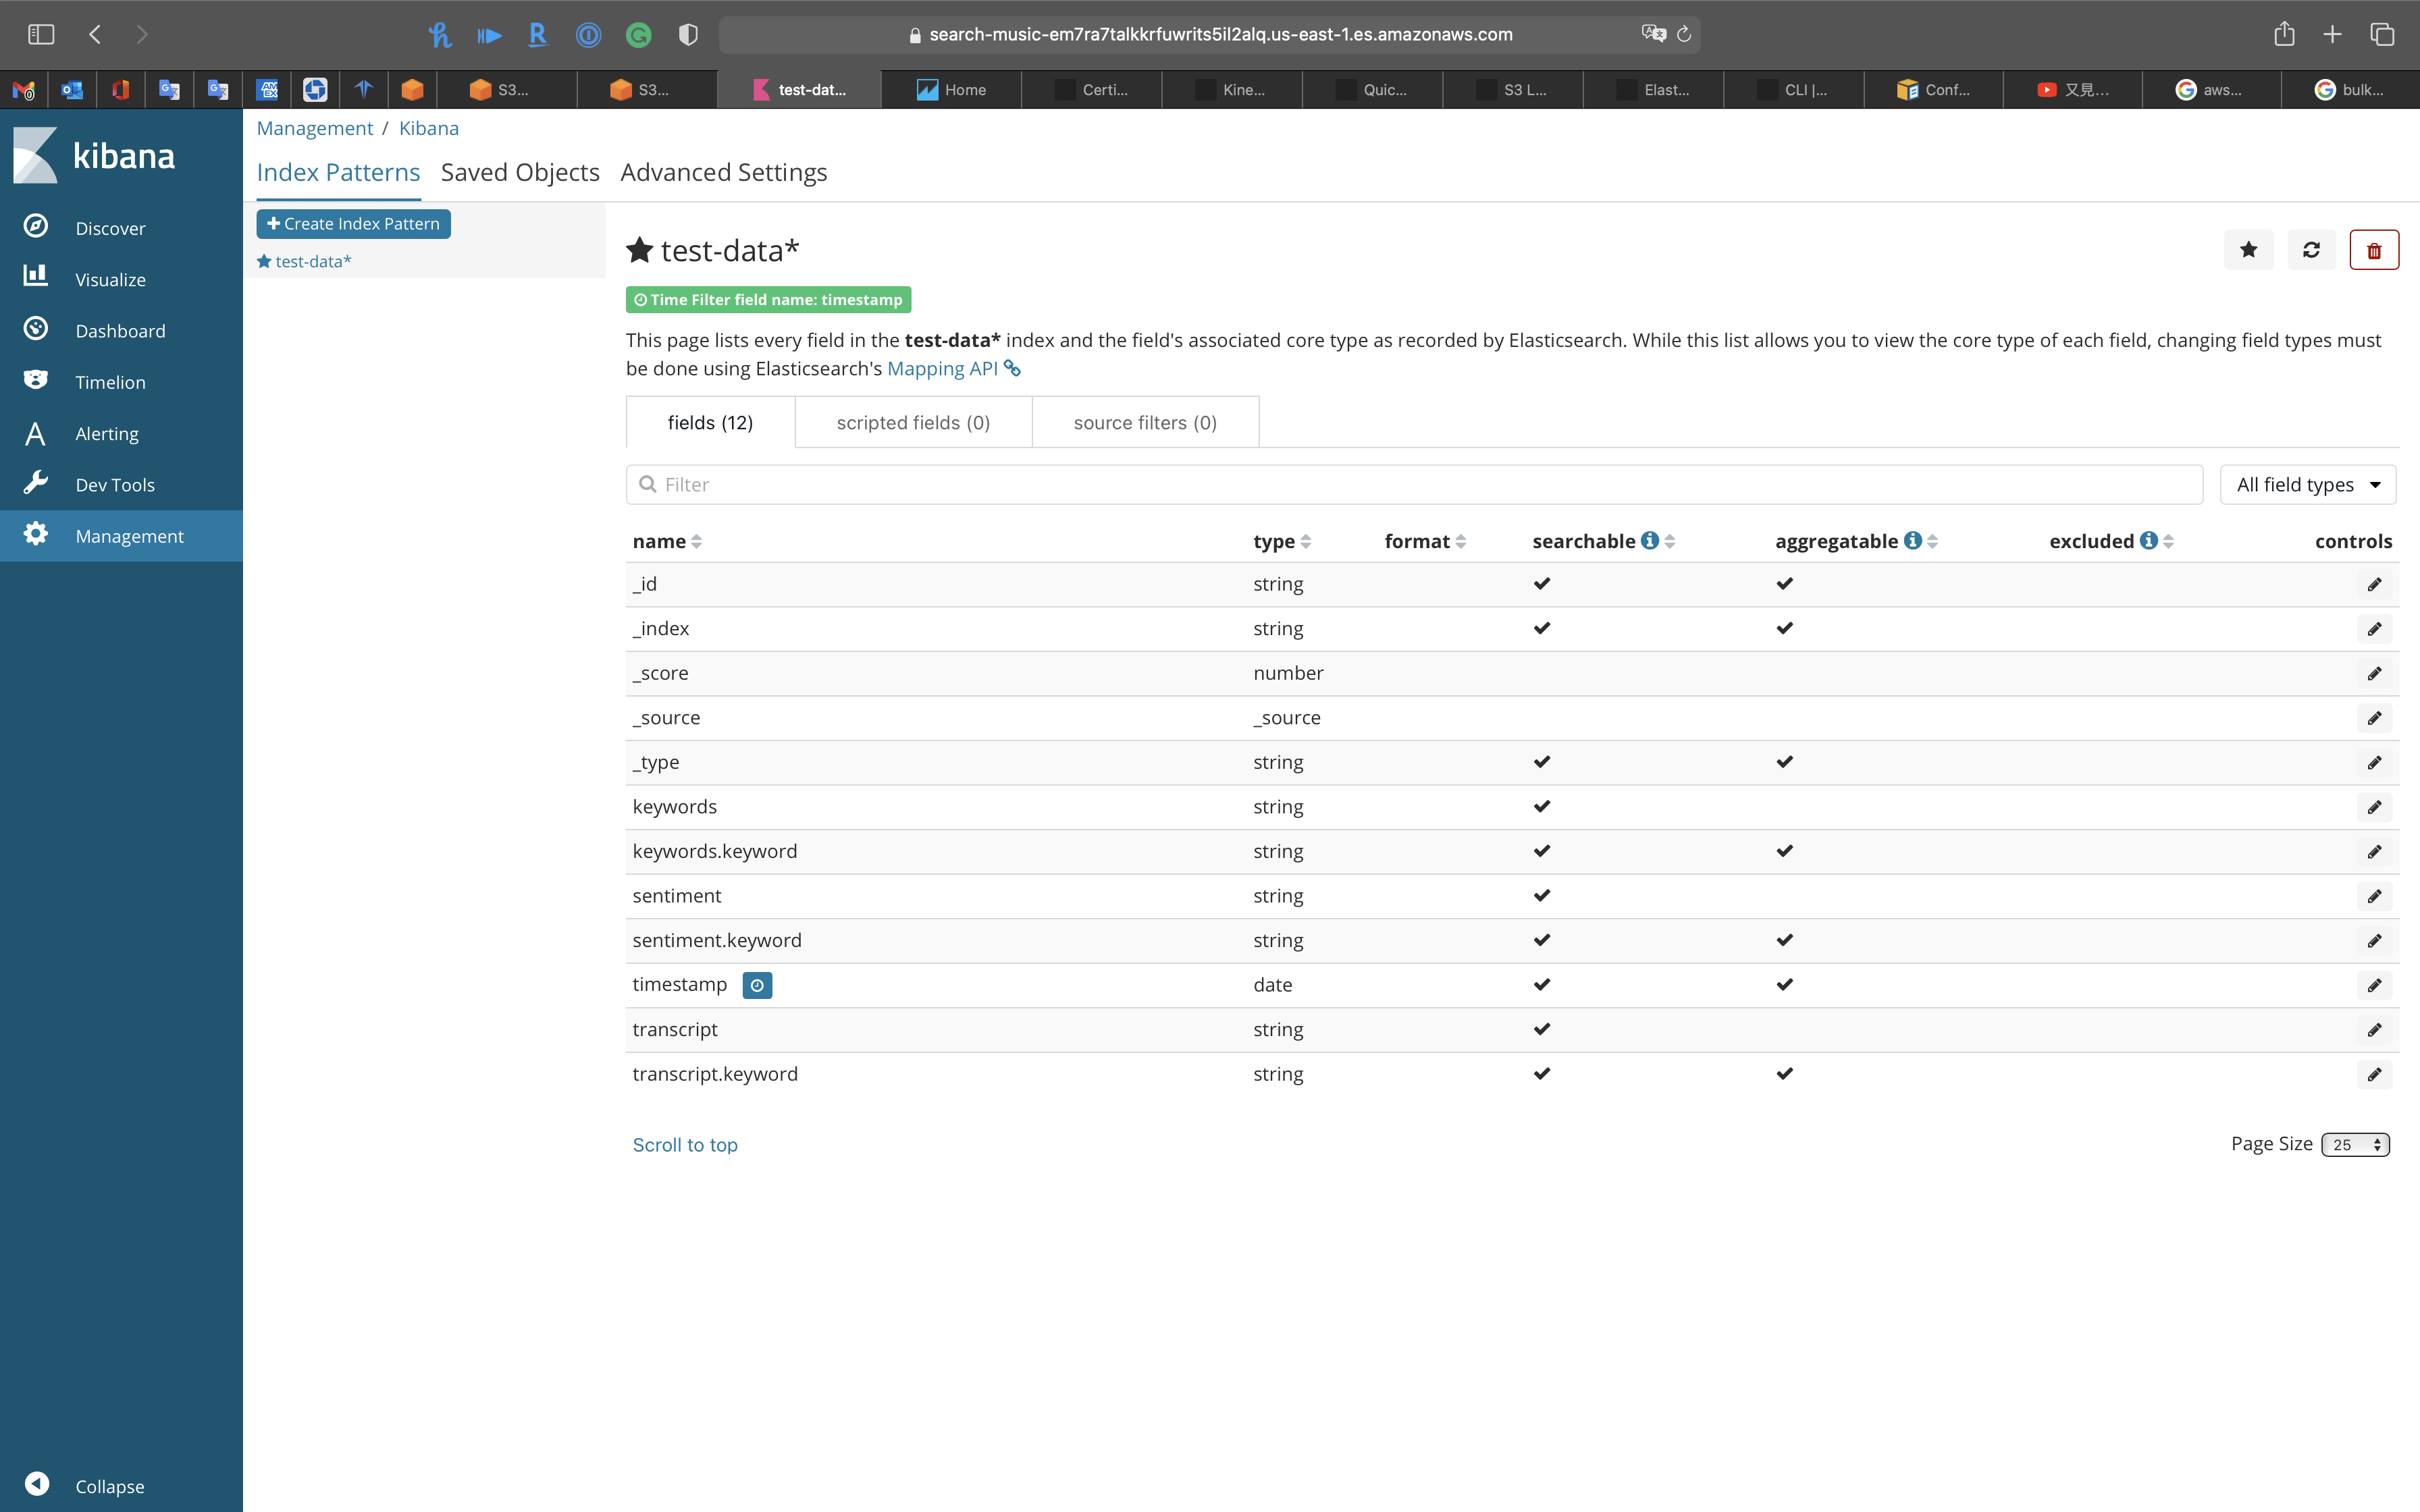 search-music-em7ra7talkkrfuwrits5il2alq.us-east-1.es.amazonaws.com
S3... S3... test-dat... Home Certi... Kine... Quic... S3 L... Elast... CLI |... Conf... 又見... aws... bulk...
kibana
Discover
Visualize
Dashboard
Timelion
Alerting
Dev Tools
Management
Collapse
Management / Kibana
Index Patterns Saved Objects Advanced Settings
Create Index Pattern
test-data*
test-data*
Time Filter field name: timestamp
This page lists every field in the test-data* index and the field's associated core type as recorded by Elasticsearch. While this list allows you to view the core type of each field, changing field types must
be done using Elasticsearch's Mapping API
fields (12) scripted fields (0) source filters (0)
Filter All field types
name type format searchable aggregatable excluded controls
_id string
_index string
_score number
_source _source
_type string
keywords string
keywords.keyword string
sentiment string
sentiment.keyword string
timestamp date
transcript string
transcript.keyword string
Scroll to top Page Size 25